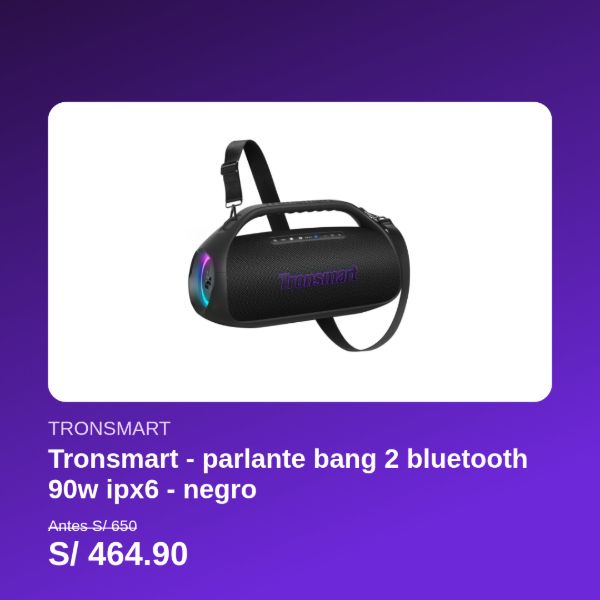 Tronsmart
TRONSMART
Tronsmart - parlante bang 2 bluetooth
90w ipx6 - negro
Antes S/ 650
S/ 464.90